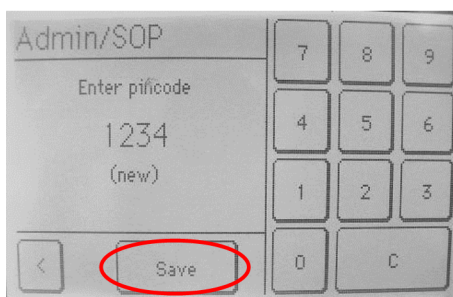 Admin/SOP
Enter pincode
1234
(new)
< Save
7 8 9
4 5 6
1 2 3
0 C